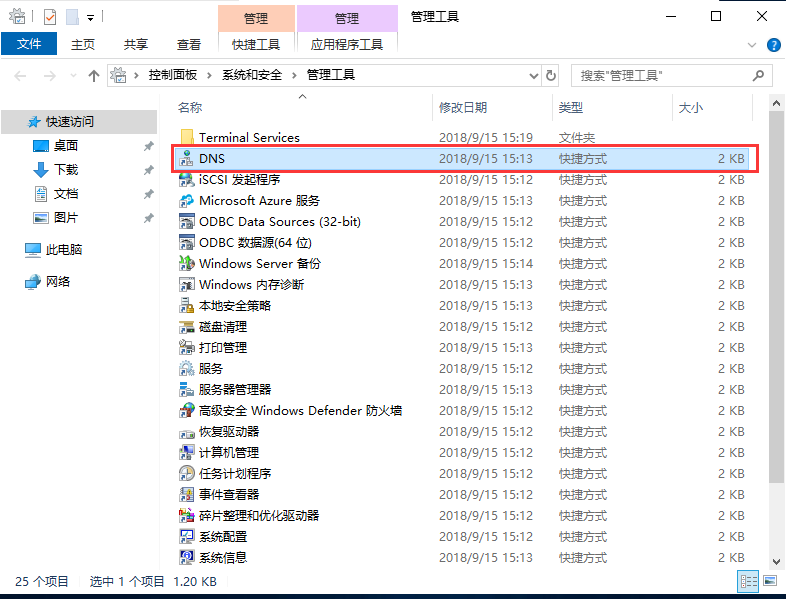 管理 管理 管理工具
文件 主页 共享 查看 快捷工具 应用程序工具
控制面板 › 系统和安全 › 管理工具 搜索"管理工具"
名称 修改日期 类型 大小
快速访问
桌面
下载
文档
图片
此电脑
网络
Terminal Services 2018/9/15 15:19 文件夹
DNS 2018/9/15 15:13 快捷方式 2 KB
iSCSI 发起程序 2018/9/15 15:12 快捷方式 2 KB
Microsoft Azure 服务 2018/9/15 15:13 快捷方式 2 KB
ODBC Data Sources (32-bit) 2018/9/15 15:12 快捷方式 2 KB
ODBC 数据源(64 位) 2018/9/15 15:12 快捷方式 2 KB
Windows Server 备份 2018/9/15 15:14 快捷方式 2 KB
Windows 内存诊断 2018/9/15 15:13 快捷方式 2 KB
本地安全策略 2018/9/15 15:13 快捷方式 2 KB
磁盘清理 2018/9/15 15:12 快捷方式 2 KB
打印管理 2018/9/15 15:13 快捷方式 2 KB
服务 2018/9/15 15:12 快捷方式 2 KB
服务器管理器 2018/9/15 15:13 快捷方式 2 KB
高级安全 Windows Defender 防火墙 2018/9/15 15:12 快捷方式 2 KB
恢复驱动器 2018/9/15 15:12 快捷方式 2 KB
计算机管理 2018/9/15 15:12 快捷方式 2 KB
任务计划程序 2018/9/15 15:12 快捷方式 2 KB
事件查看器 2018/9/15 15:12 快捷方式 2 KB
碎片整理和优化驱动器 2018/9/15 15:12 快捷方式 2 KB
系统配置 2018/9/15 15:12 快捷方式 2 KB
系统信息 2018/9/15 15:13 快捷方式 2 KB
25 个项目 选中 1 个项目 1.20 KB